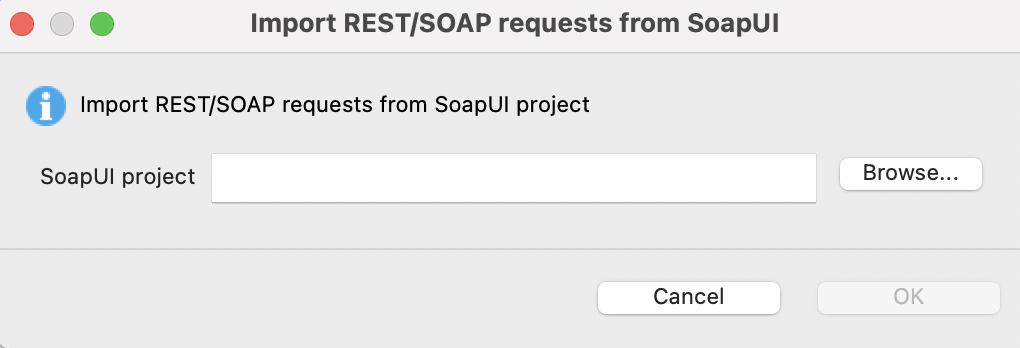 Import REST/SOAP requests from SoapUI
Import REST/SOAP requests from SoapUI project
SoapUI project
Browse...
Cancel
OK